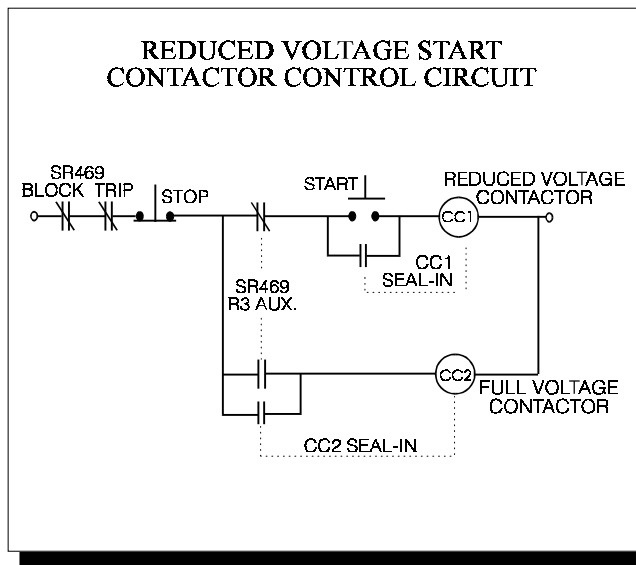 REDUCED VOLTAGE START
CONTACTOR CONTROL CIRCUIT
SR469
BLOCK TRIP
STOP
START
REDUCED VOLTAGE
CONTACTOR
CC1
CC1
SEAL-IN
SR469
R3 AUX.
CC2
FULL VOLTAGE
CONTACTOR
CC2 SEAL-IN